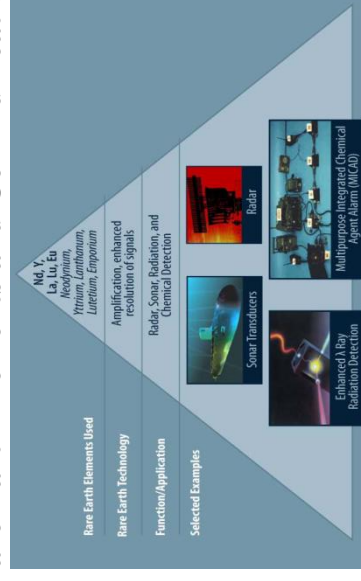 Nd, Y,
La, Lu, Eu
Neodynium,
Yttrium, Lanthanum,
Lutetium, Emporium
Rare Earth Elements Used
Amplification, enhanced
resolution of signals
Rare Earth Technology
Radar, Sonar, Radiation, and
Chemical Detection
Function/Application
Selected Examples
Sonar Transducers
Radar
Enhanced λ Ray
Radiation Detection
Multipurpose Integrated Chemical
Agent Alarm (MICAD)